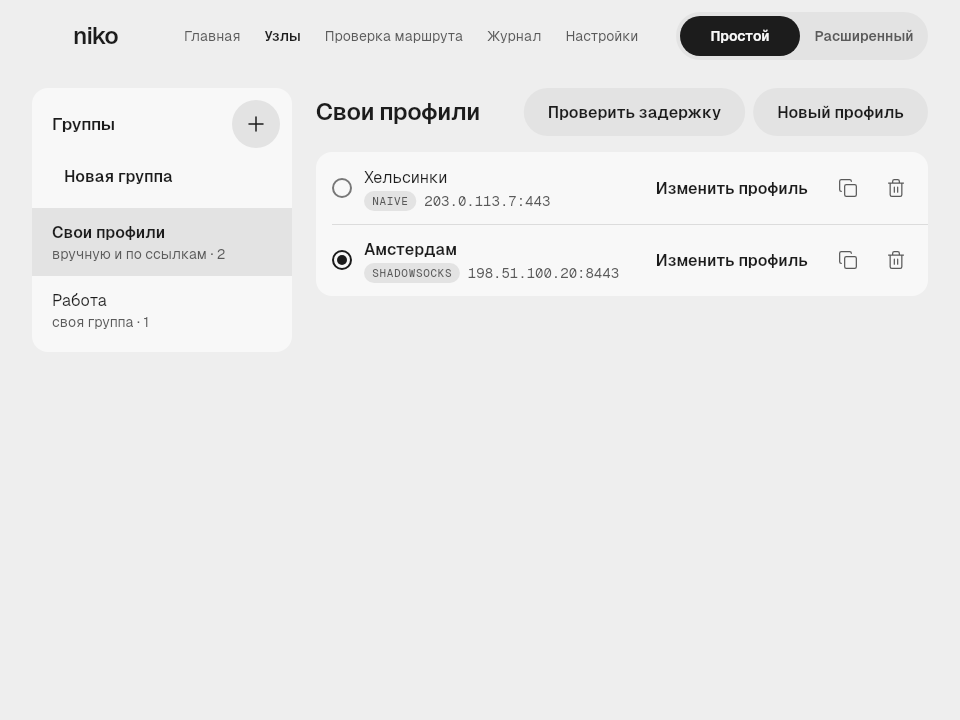 niko
Главная
Узлы
Проверка маршрута
Журнал
Настройки
Простой
Расширенный
Группы
Новая группа
Свои профили
вручную и по ссылкам · 2
Работа
своя группа · 1
Свои профили
Проверить задержку
Новый профиль
Хельсинки
NAIVE 203.0.113.7:443
Изменить профиль
Амстердам
SHADOWSOCKS 198.51.100.20:8443
Изменить профиль